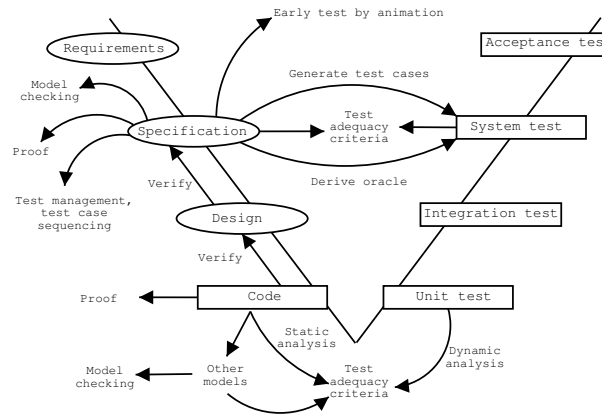 Early test by animation
Requirements
Acceptance test
Model
checking
Generate test cases
Specification
Test
adequacy
criteria
System test
Proof
Verify
Derive oracle
Test management,
test case
sequencing
Design
Integration test
Verify
Proof
Code
Unit test
Static
analysis
Dynamic
analysis
Model
checking
Other
models
Test
adequacy
criteria